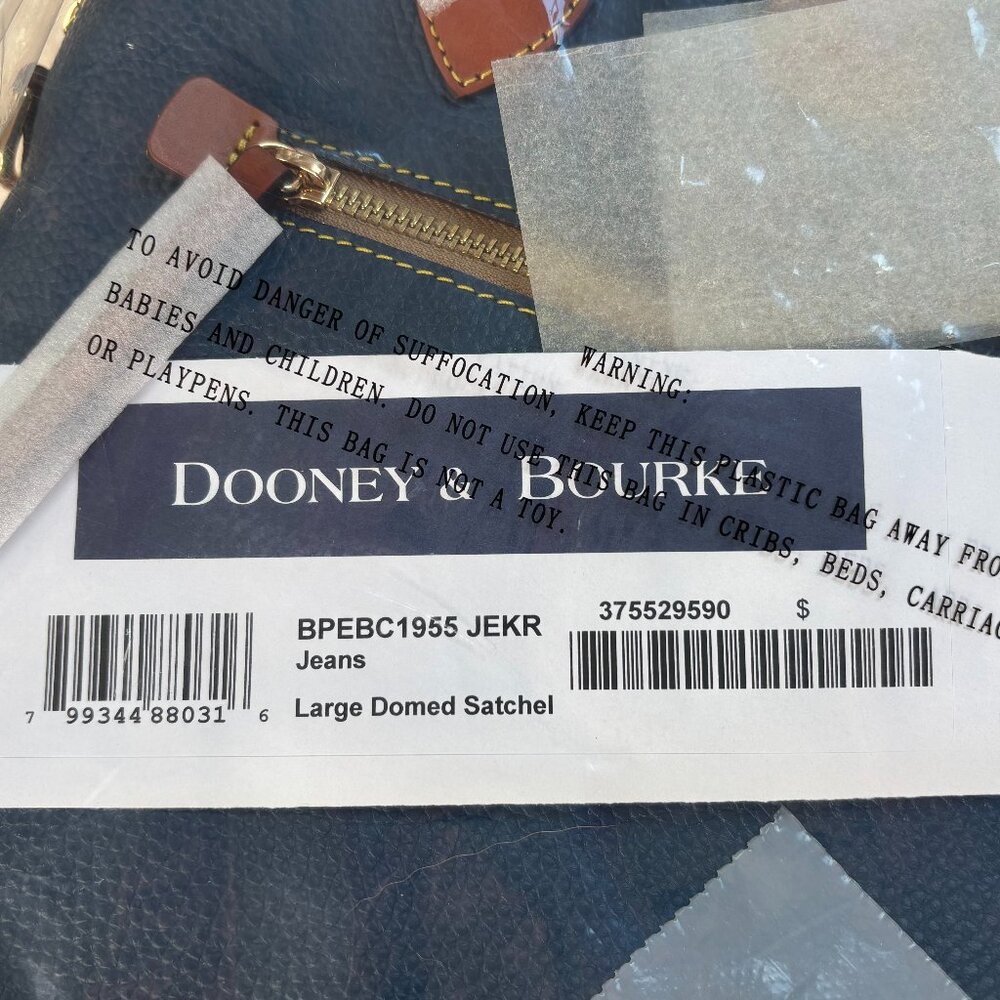 WARNING:
TO AVOID DANGER OF SUFFOCATION, KEEP THIS PLASTIC BAG AWAY FRO
BABIES AND CHILDREN. DO NOT USE THIS BAG IN CRIBS, BEDS, CARRIAG
OR PLAYPENS. THIS BAG IS NOT A TOY.
DOONEY & BOURKE
BPEBC1955 JEKR
Jeans
Large Domed Satchel
7 99344 88031 6
375529590 $